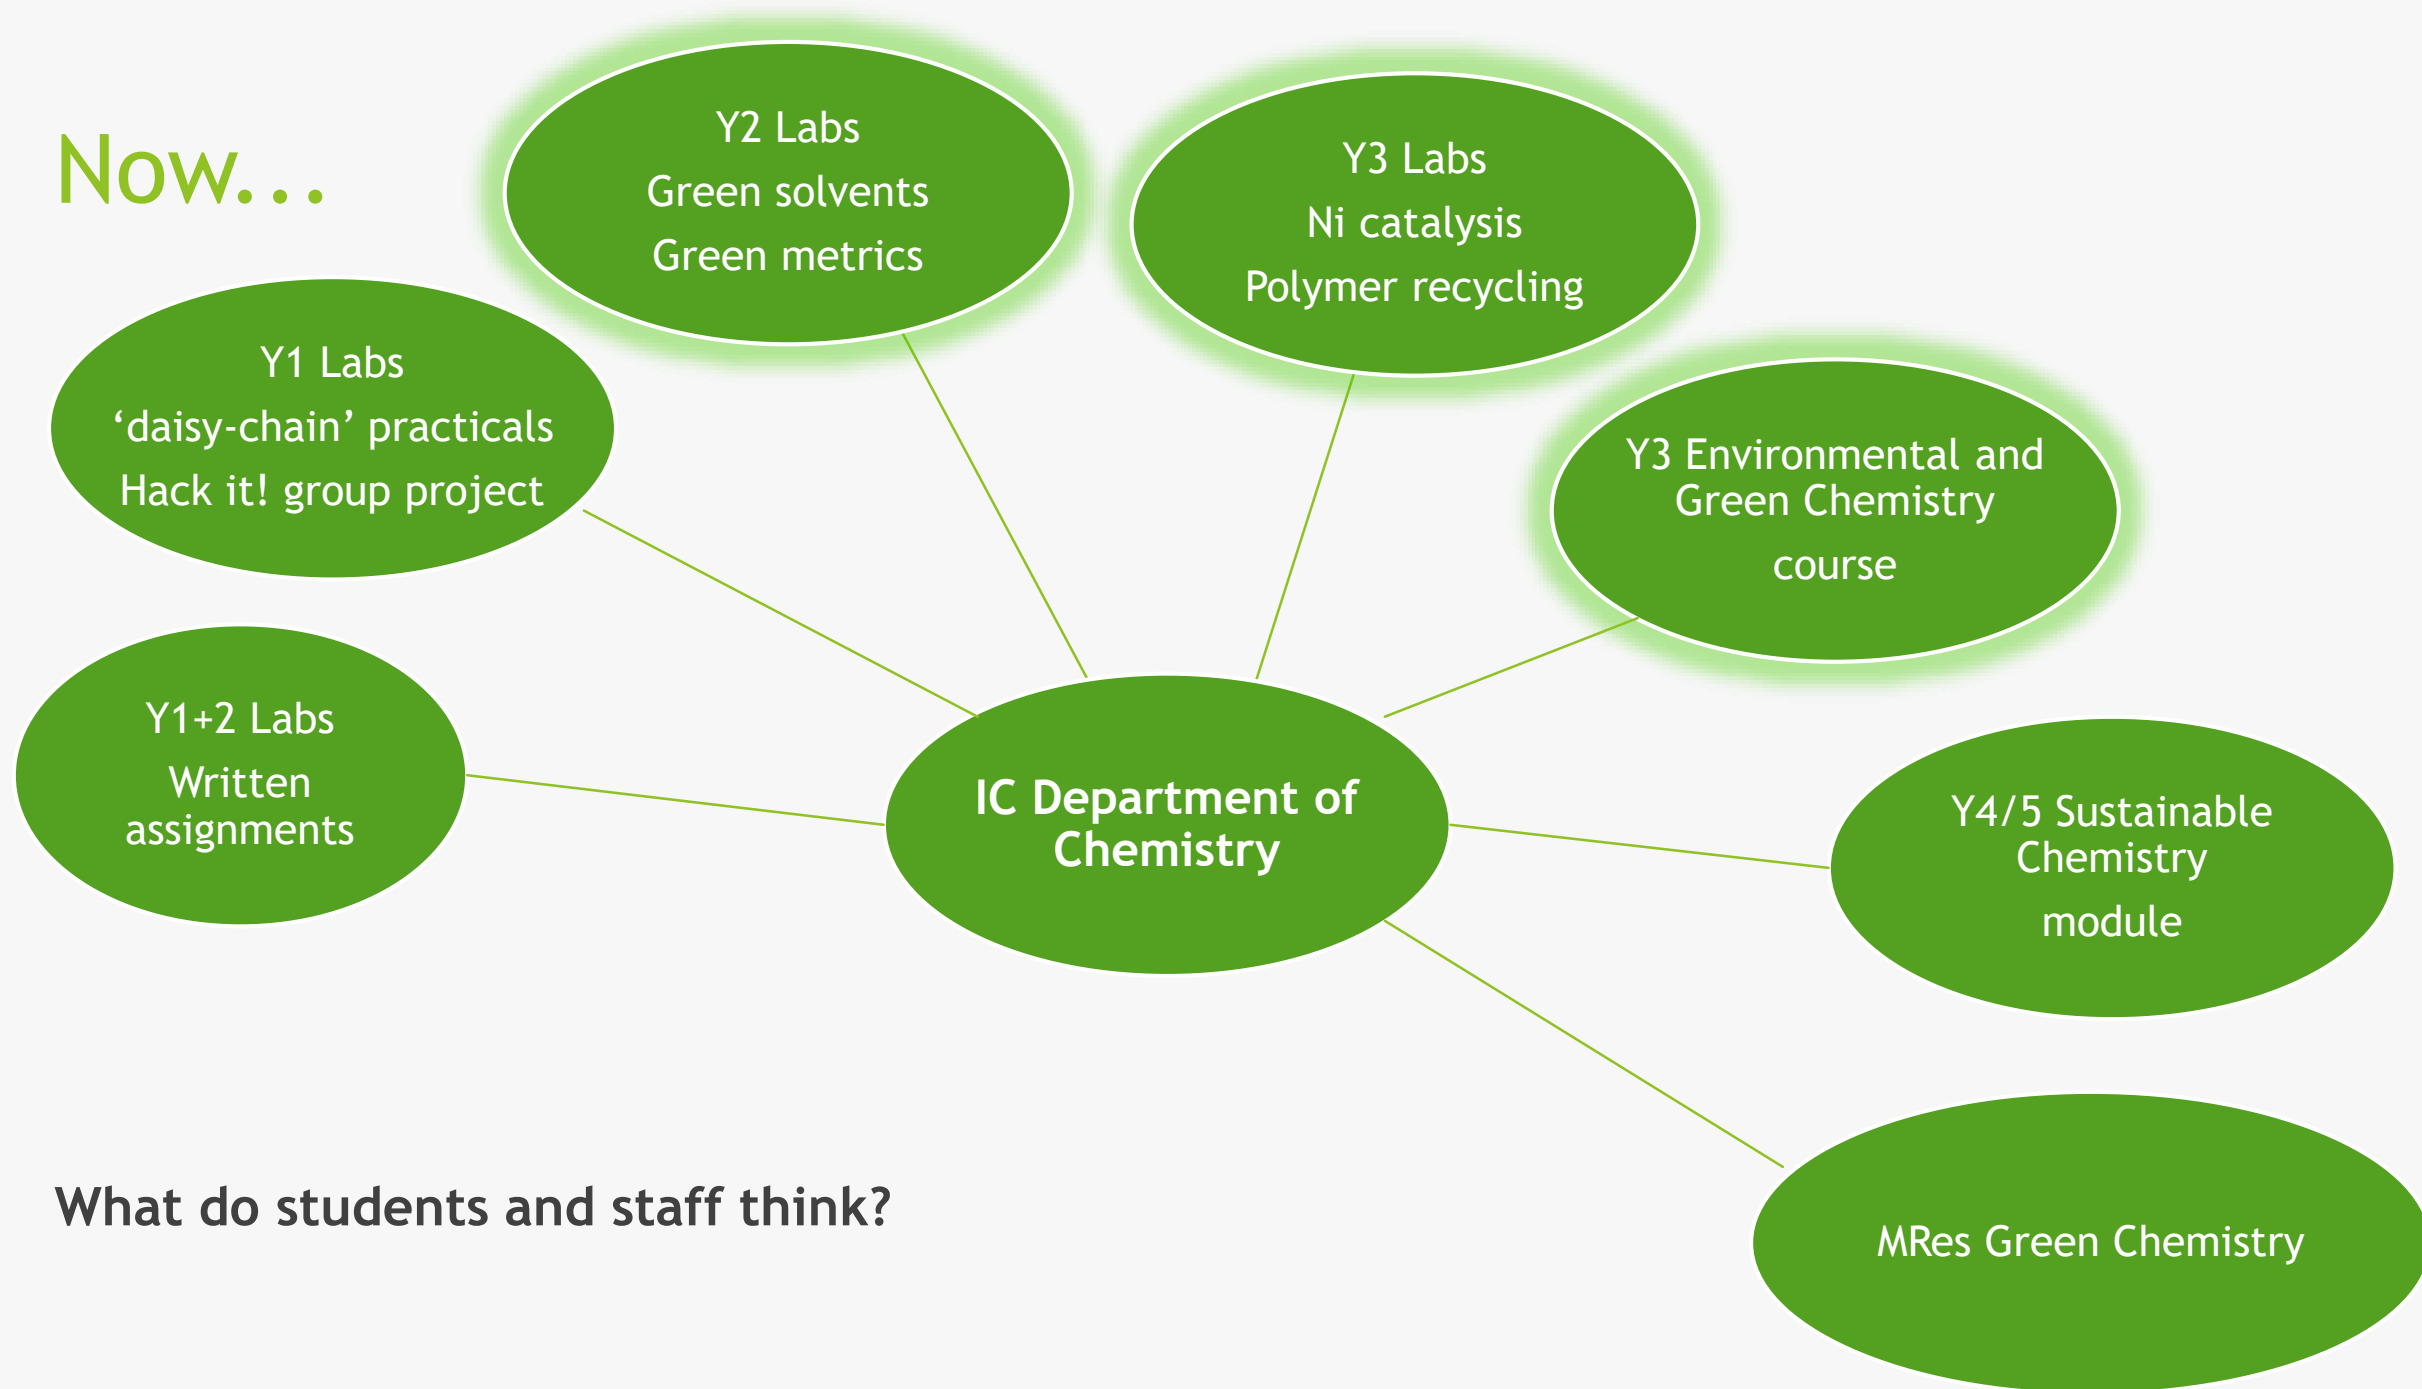 Now...
Y2 Labs
Green solvents
Green metrics
Y3 Labs
Ni catalysis
Polymer recycling
Y1 Labs
‘daisy-chain’ practicals
Hack it! group project
Y3 Environmental and
Green Chemistry
course
Y1+2 Labs
Written
assignments
IC Department of
Chemistry
Y4/5 Sustainable
Chemistry
module
What do students and staff think?
MRes Green Chemistry